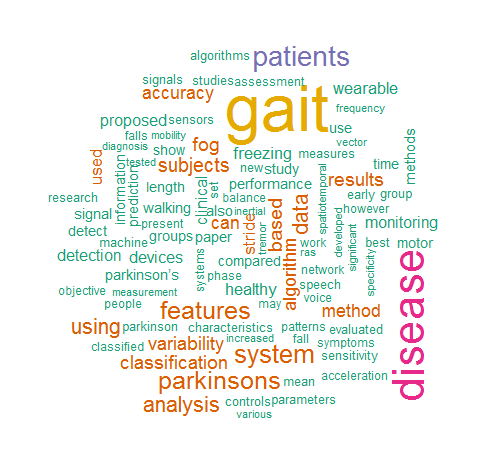 algorithms
patients
signals
studies
assessment
accuracy
wearable
gait
frequency
proposed
sensors
use
falls
mobility
vector
diagnosis
show
fog
freezing
measures
methods
used
tested
subjects
new
study
time
results
information
prediction
length
clinical
set
performance
spatiotemporal
early
group
research
walking
also
balance
inertial
data
however
signal
present
can
based
monitoring
detect
machine
groups
paper
stride
tremor
work
developed
significant
best
motor
detection
devices
systems
compared
algorithm
ras
network
specificity
disease
parkinson's
phase
healthy
speech
objective
measurement
voice
people
features
may
method
using
parkinson
characteristics
patterns
evaluated
classified
variability
increased
fall
symptoms
classification
system
sensitivity
parkinsons
mean
acceleration
analysis
controls
parameters
various